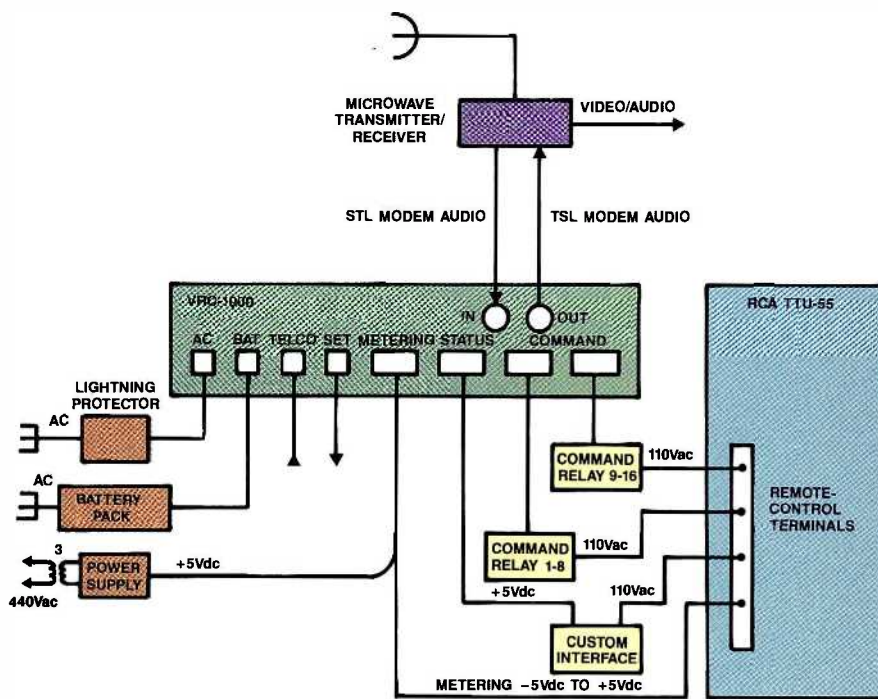 MICROWAVE
TRANSMITTER/
RECEIVER
VIDEO/AUDIO
STL MODEM AUDIO
TSL MODEM AUDIO
VRC-1000
IN
OUT
RCA TTU-55
AC
BAT
TELCO
SET
METERING
STATUS
COMMAND
LIGHTNING
PROTECTOR
AC
AC
BATTERY
PACK
3
440Vac
POWER
SUPPLY
+5Vdc
COMMAND
RELAY 9-16
110Vac
COMMAND
RELAY 1-8
110Vac
+5Vdc
110Vac
CUSTOM
INTERFACE
REMOTE-
CONTROL
TERMINALS
METERING −5Vdc TO +5Vdc